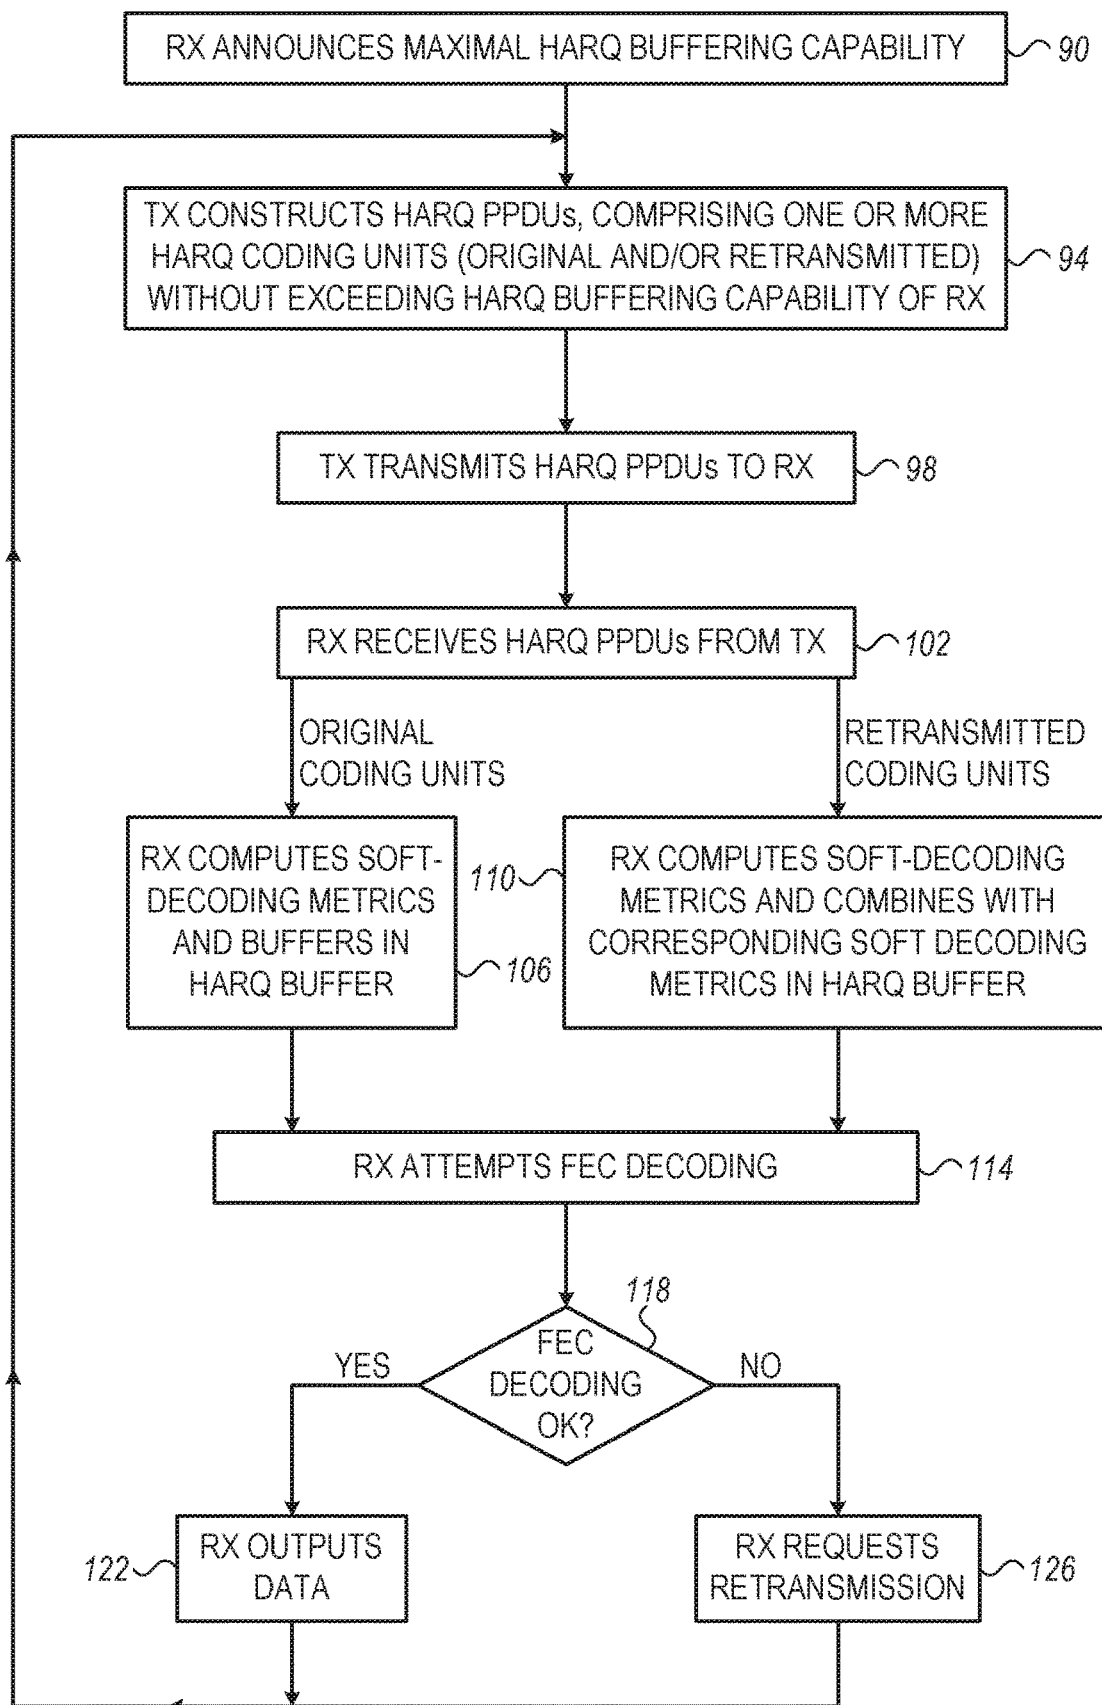 RX ANNOUNCES MAXIMAL HARQ BUFFERING CAPABILITY
90
TX CONSTRUCTS HARQ PPDUs, COMPRISING ONE OR MORE
HARQ CODING UNITS (ORIGINAL AND/OR RETRANSMITTED)
WITHOUT EXCEEDING HARQ BUFFERING CAPABILITY OF RX
94
TX TRANSMITS HARQ PPDUs TO RX
98
RX RECEIVES HARQ PPDUs FROM TX
102
ORIGINAL
CODING UNITS
RETRANSMITTED
CODING UNITS
RX COMPUTES SOFT-
DECODING METRICS
AND BUFFERS IN
HARQ BUFFER
106
110
RX COMPUTES SOFT-DECODING
METRICS AND COMBINES WITH
CORRESPONDING SOFT DECODING
METRICS IN HARQ BUFFER
RX ATTEMPTS FEC DECODING
114
118
FEC
DECODING
OK?
YES
NO
RX OUTPUTS
DATA
122
RX REQUESTS
RETRANSMISSION
126